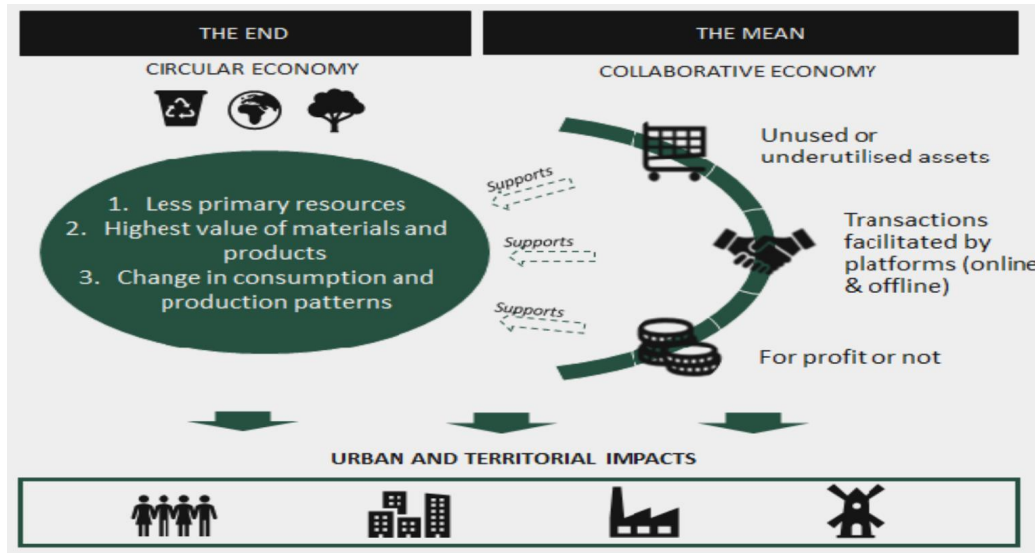 THE END
THE MEAN
CIRCULAR ECONOMY
COLLABORATIVE ECONOMY
1. Less primary resources
2. Highest value of materials and
products
3. Change in consumption and
production patterns
Supports
Supports
Supports
Unused or
underutilised assets
Transactions
facilitated by
platforms (online
& offline)
For profit or not
URBAN AND TERRITORIAL IMPACTS